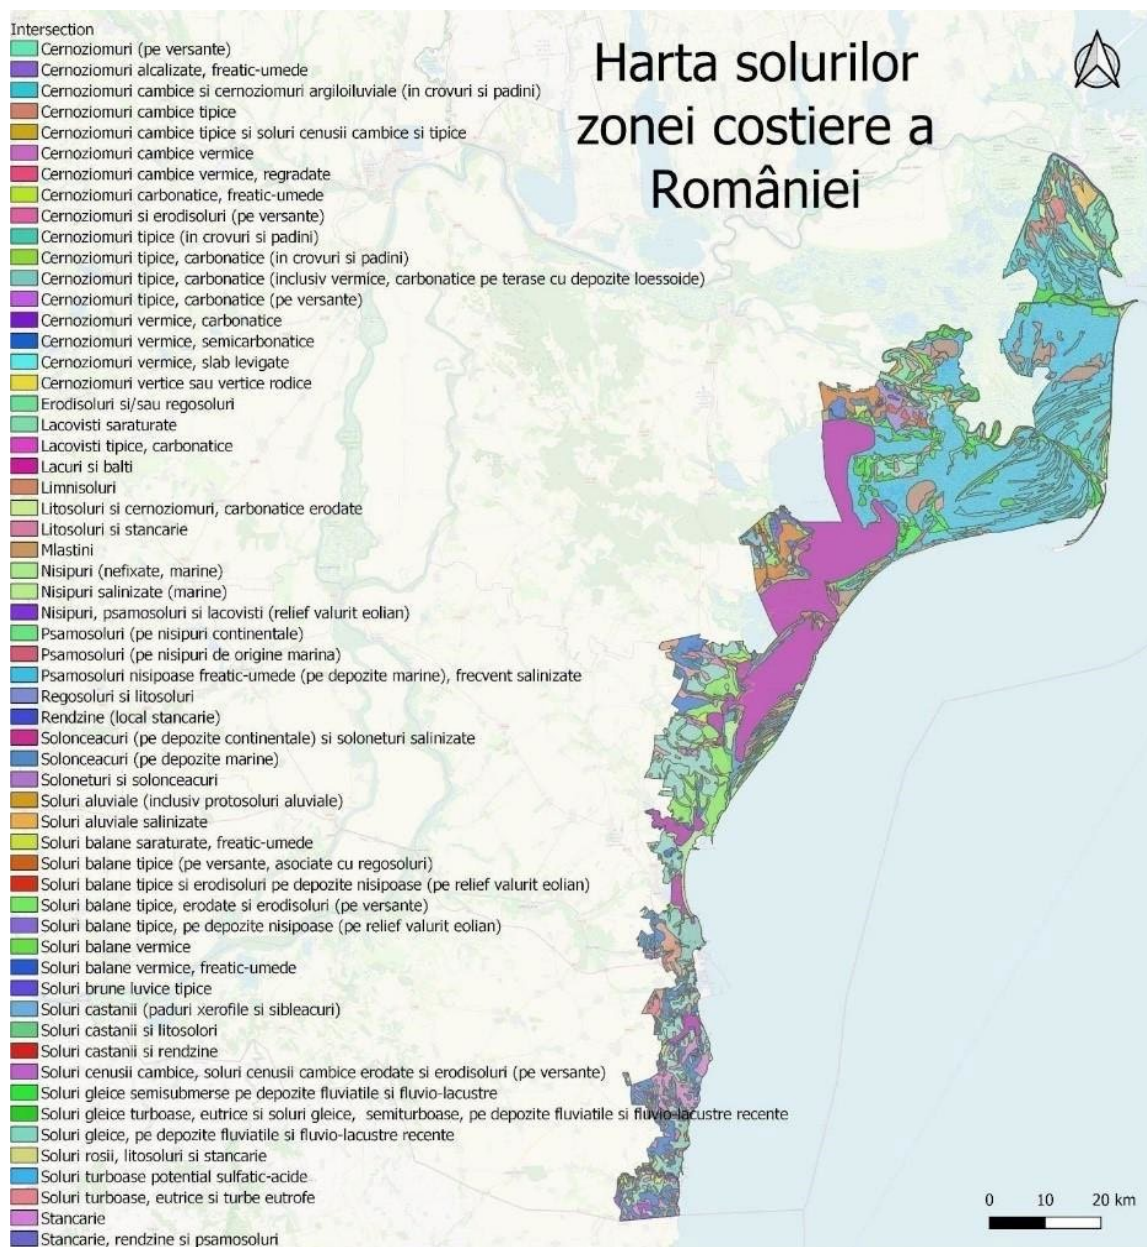 Intersection
Cernoziomuri (pe versante)
Cernoziomuri alcalizate, freatic-umede
Cernoziomuri cambice si cernoziomuri argiloiluviale (in crovuri si padini)
Cernoziomuri cambice tipice
Cernoziomuri cambice tipice si soluri cenusii cambice si tipice
Cernoziomuri cambice vermice
Cernoziomuri cambice vermice, regradate
Cernoziomuri carbonatice, freatic-umede
Cernoziomuri si erodisoluri (pe versante)
Cernoziomuri tipice (in crovuri si padini)
Cernoziomuri tipice, carbonatice (in crovuri si padini)
Cernoziomuri tipice, carbonatice (inclusiv vermice, carbonatice pe terase cu depozite loessoide)
Cernoziomuri tipice, carbonatice (pe versante)
Cernoziomuri vermice, carbonatice
Cernoziomuri vermice, semicarbonatice
Cernoziomuri vermice, slab levigate
Cernoziomuri vertice sau vertice rodice
Erodisoluri si/sau regosoluri
Lacovisti saraturate
Lacovisti tipice, carbonatice
Lacuri si balti
Limnisoluri
Litosoluri si cernoziomuri, carbonatice erodate
Litosoluri si stancarie
Mlastini
Nisipuri (nefixate, marine)
Nisipuri salinizate (marine)
Nisipuri, psamosoluri si lacovisti (relief valurit eolian)
Psamosoluri (pe nisipuri continentale)
Psamosoluri (pe nisipuri de origine marina)
Psamosoluri nisipoase freatic-umede (pe depozite marine), frecvent salinizate
Regosoluri si litosoluri
Rendzine (local stancarie)
Solonceacuri (pe depozite continentale) si soloneturi salinizate
Solonceacuri (pe depozite marine)
Soloneturi si solonceacuri
Soluri aluviale (inclusiv protosoluri aluviale)
Soluri aluviale salinizate
Soluri balane saraturate, freatic-umede
Soluri balane tipice (pe versante, asociate cu regosoluri)
Soluri balane tipice si erodisoluri pe depozite nisipoase (pe relief valurit eolian)
Soluri balane tipice, erodate si erodisoluri (pe versante)
Soluri balane tipice, pe depozite nisipoase (pe relief valurit eolian)
Soluri balane vermice
Soluri balane vermice, freatic-umede
Soluri brune luvice tipice
Soluri castanii (paduri xerofile si sibleacuri)
Soluri castanii si litosolori
Soluri castanii si rendzine
Soluri cenusii cambice, soluri cenusii cambice erodate si erodisoluri (pe versante)
Soluri gleice semisubmerse pe depozite fluviatile si fluvio-lacustre
Soluri gleice turboase, eutrice si soluri gleice, semiturboase, pe depozite fluviatile si fluvio-lacustre recente
Soluri gleice, pe depozite fluviatile si fluvio-lacustre recente
Soluri rosii, litosoluri si stancarie
Soluri turboase potential sulfatic-acide
Soluri turboase, eutrice si turbe eutrofe
Stancarie
Stancarie, rendzine si psamosoluri
Harta solurilor
zonei costiere a
României
0 10 20 km